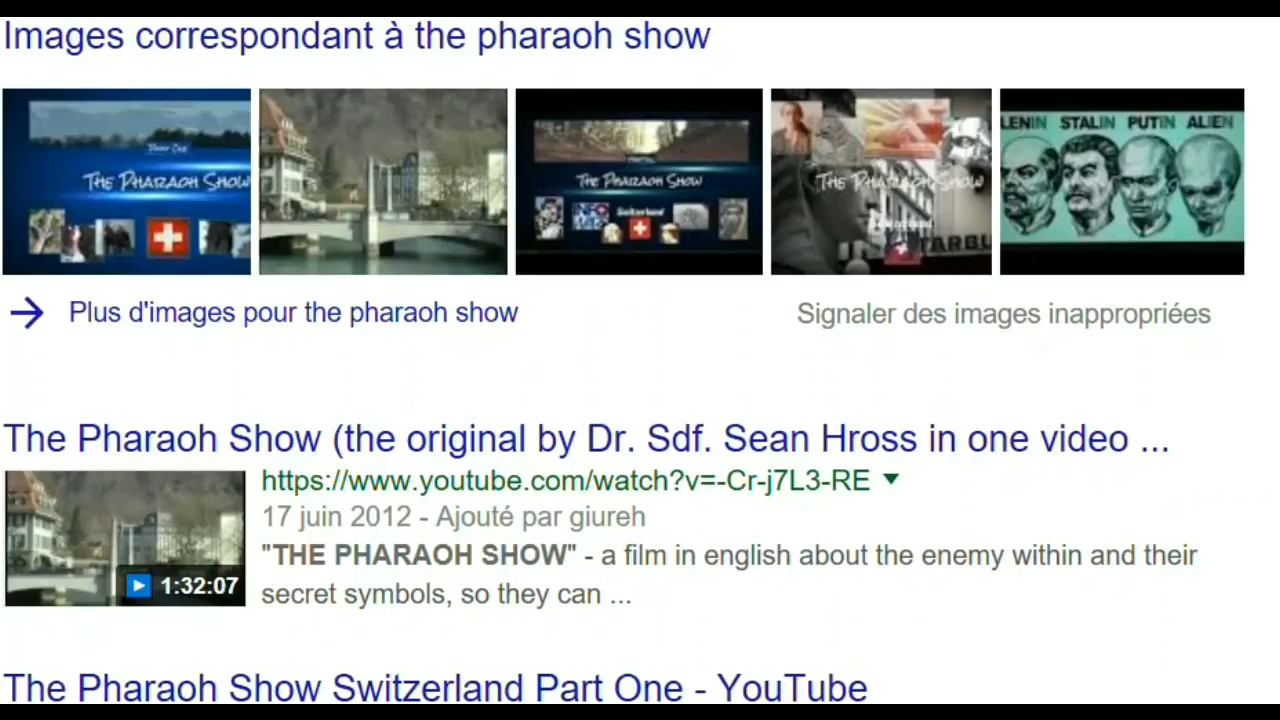 Images correspondant à the pharaoh show
THE PHARAOH SHOW
THE PHARAOH SHOW
Switzerland
THE PHARAOH SHOW
TARBU
LENIN STALIN PUTIN ALIEN
Plus d'images pour the pharaoh show
Signaler des images inappropriées
The Pharaoh Show (the original by Dr. Sdf. Sean Hross in one video ...
https://www.youtube.com/watch?v=-Cr-j7L3-RE
17 juin 2012 - Ajouté par giureh
"THE PHARAOH SHOW" - a film in english about the enemy within and their
secret symbols, so they can ...
1:32:07
The Pharaoh Show Switzerland Part One - YouTube